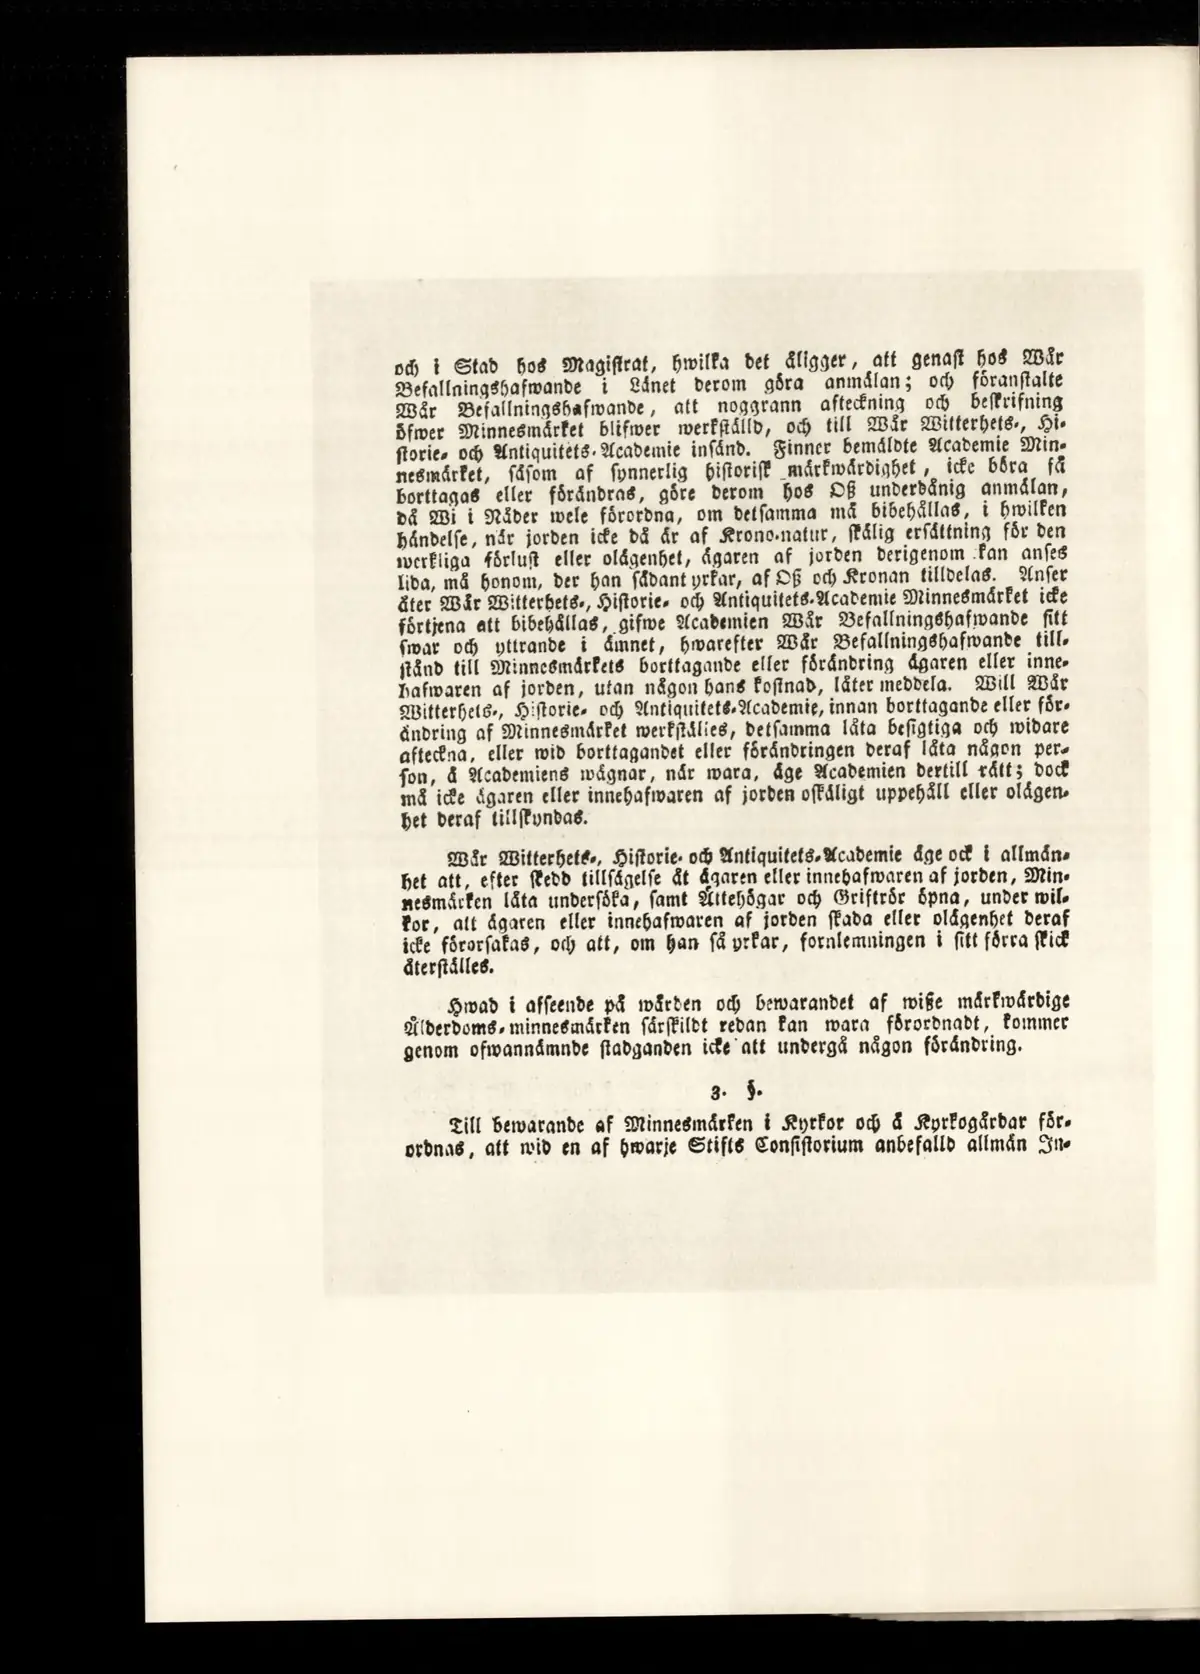 och i Stad hos Magistrat, hwilka det åligger, att genast hos Wår
Befallningshafwande i Länet derom göra anmälan; och föranstalte
Wår Befallningshafwande, att noggrann afteckning och beskrifning
öfwer Minnesmärket blifwer werkställd, och till Wår Witterhets-, Hi-
storie- och Antiquitets-Academie insänd. Finner bemäldte Academie Min-
nesmärket, såsom af synnerlig historisk märkwärdighet, icke böra få
borttagas eller förändras, göre derom hos Oß underdånig anmälan,
då Wi i Nåder wele förordna, om detsamma må bibehållas, i hwilken
händelse, när jorden icke då är af Krono-natur, skälig ersättning för den
werkliga förlust eller olägenhet, ägaren af jorden derigenom kan anses
lida, må honom, der han sådant yrkar, af Oß och Kronan tilldelas. Anser
åter Wår Witterhets-, Historie- och Antiquitets-Academie Minnesmärket icke
förtjena att bibehållas, gifwe Academien Wår Befallningshafwande sitt
swar och yttrande i ämnet, hwarefter Wår Befallningshafwande till-
stånd till Minnesmärkets borttagande eller förändring ägaren eller inne-
hafwaren af jorden, utan någon hans kostnad, låter meddela. Will Wår
Witterhets-, Historie- och Antiquitets-Academie, innan borttagande eller för-
ändring af Minnesmärket werkställes, detsamma låta besigtiga och widare
afteckna, eller wid borttagandet eller förändringen deraf låta någon per-
son, å Academiens wägnar, när wara, äge Academien dertill rätt; dock
må icke ägaren eller innehafwaren af jorden oskäligt uppehåll eller olägen-
het deraf tillskyndas.
Wår Witterhets-, Historie- och Antiquitets-Academie äge ock i allmän-
het att, efter skedd tillsägelse åt ägaren eller innehafwaren af jorden, Min-
nesmärken låta undersöka, samt Ättehögar och Griftrör öpna, under wil-
kor, att ägaren eller innehafwaren af jorden skada eller olägenhet deraf
icke förorsakas, och att, om han så yrkar, fornlemningen i sitt förra skick
återställes.
Hwad i afseende på wården och bewarandet af wiße märkwärdige
Ålderdoms-minnesmärken särskildt redan kan wara förordnadt, kommer
genom ofwannämnde stadganden icke att undergå någon förändring.
3. §.
Till bewarande af Minnesmärken i Kyrkor och å Kyrkogårdar för-
ordnas, att wid en af hwarje Stifts Consistorium anbefalld allmän In-